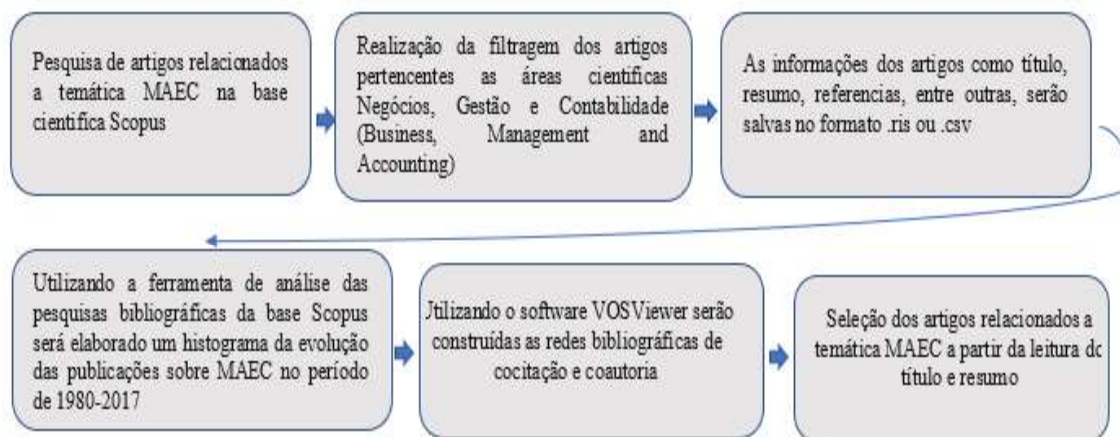 Pesquisa de artigos relacionados
a temática MAEC na base
cientifica Scopus
Realização da filtragem dos artigos
pertencentes as áreas científicas
Negócios, Gestão e Contabilidade
(Business, Management and
Accounting)
As informações dos artigos como título,
resumo, referencias, entre outras, serão
salvas no formato .ris ou .csv
Utilizando a ferramenta de análise das
pesquisas bibliográficas da base Scopus
será elaborado um histograma da evolução
das publicações sobre MAEC no período
de 1980-2017
Utilizando o software VOSViewer serão
construídas as redes bibliográficas de
cocitação e coautoria
Seleção dos artigos relacionados a
temática MAEC a partir da leitura do
título e resumo